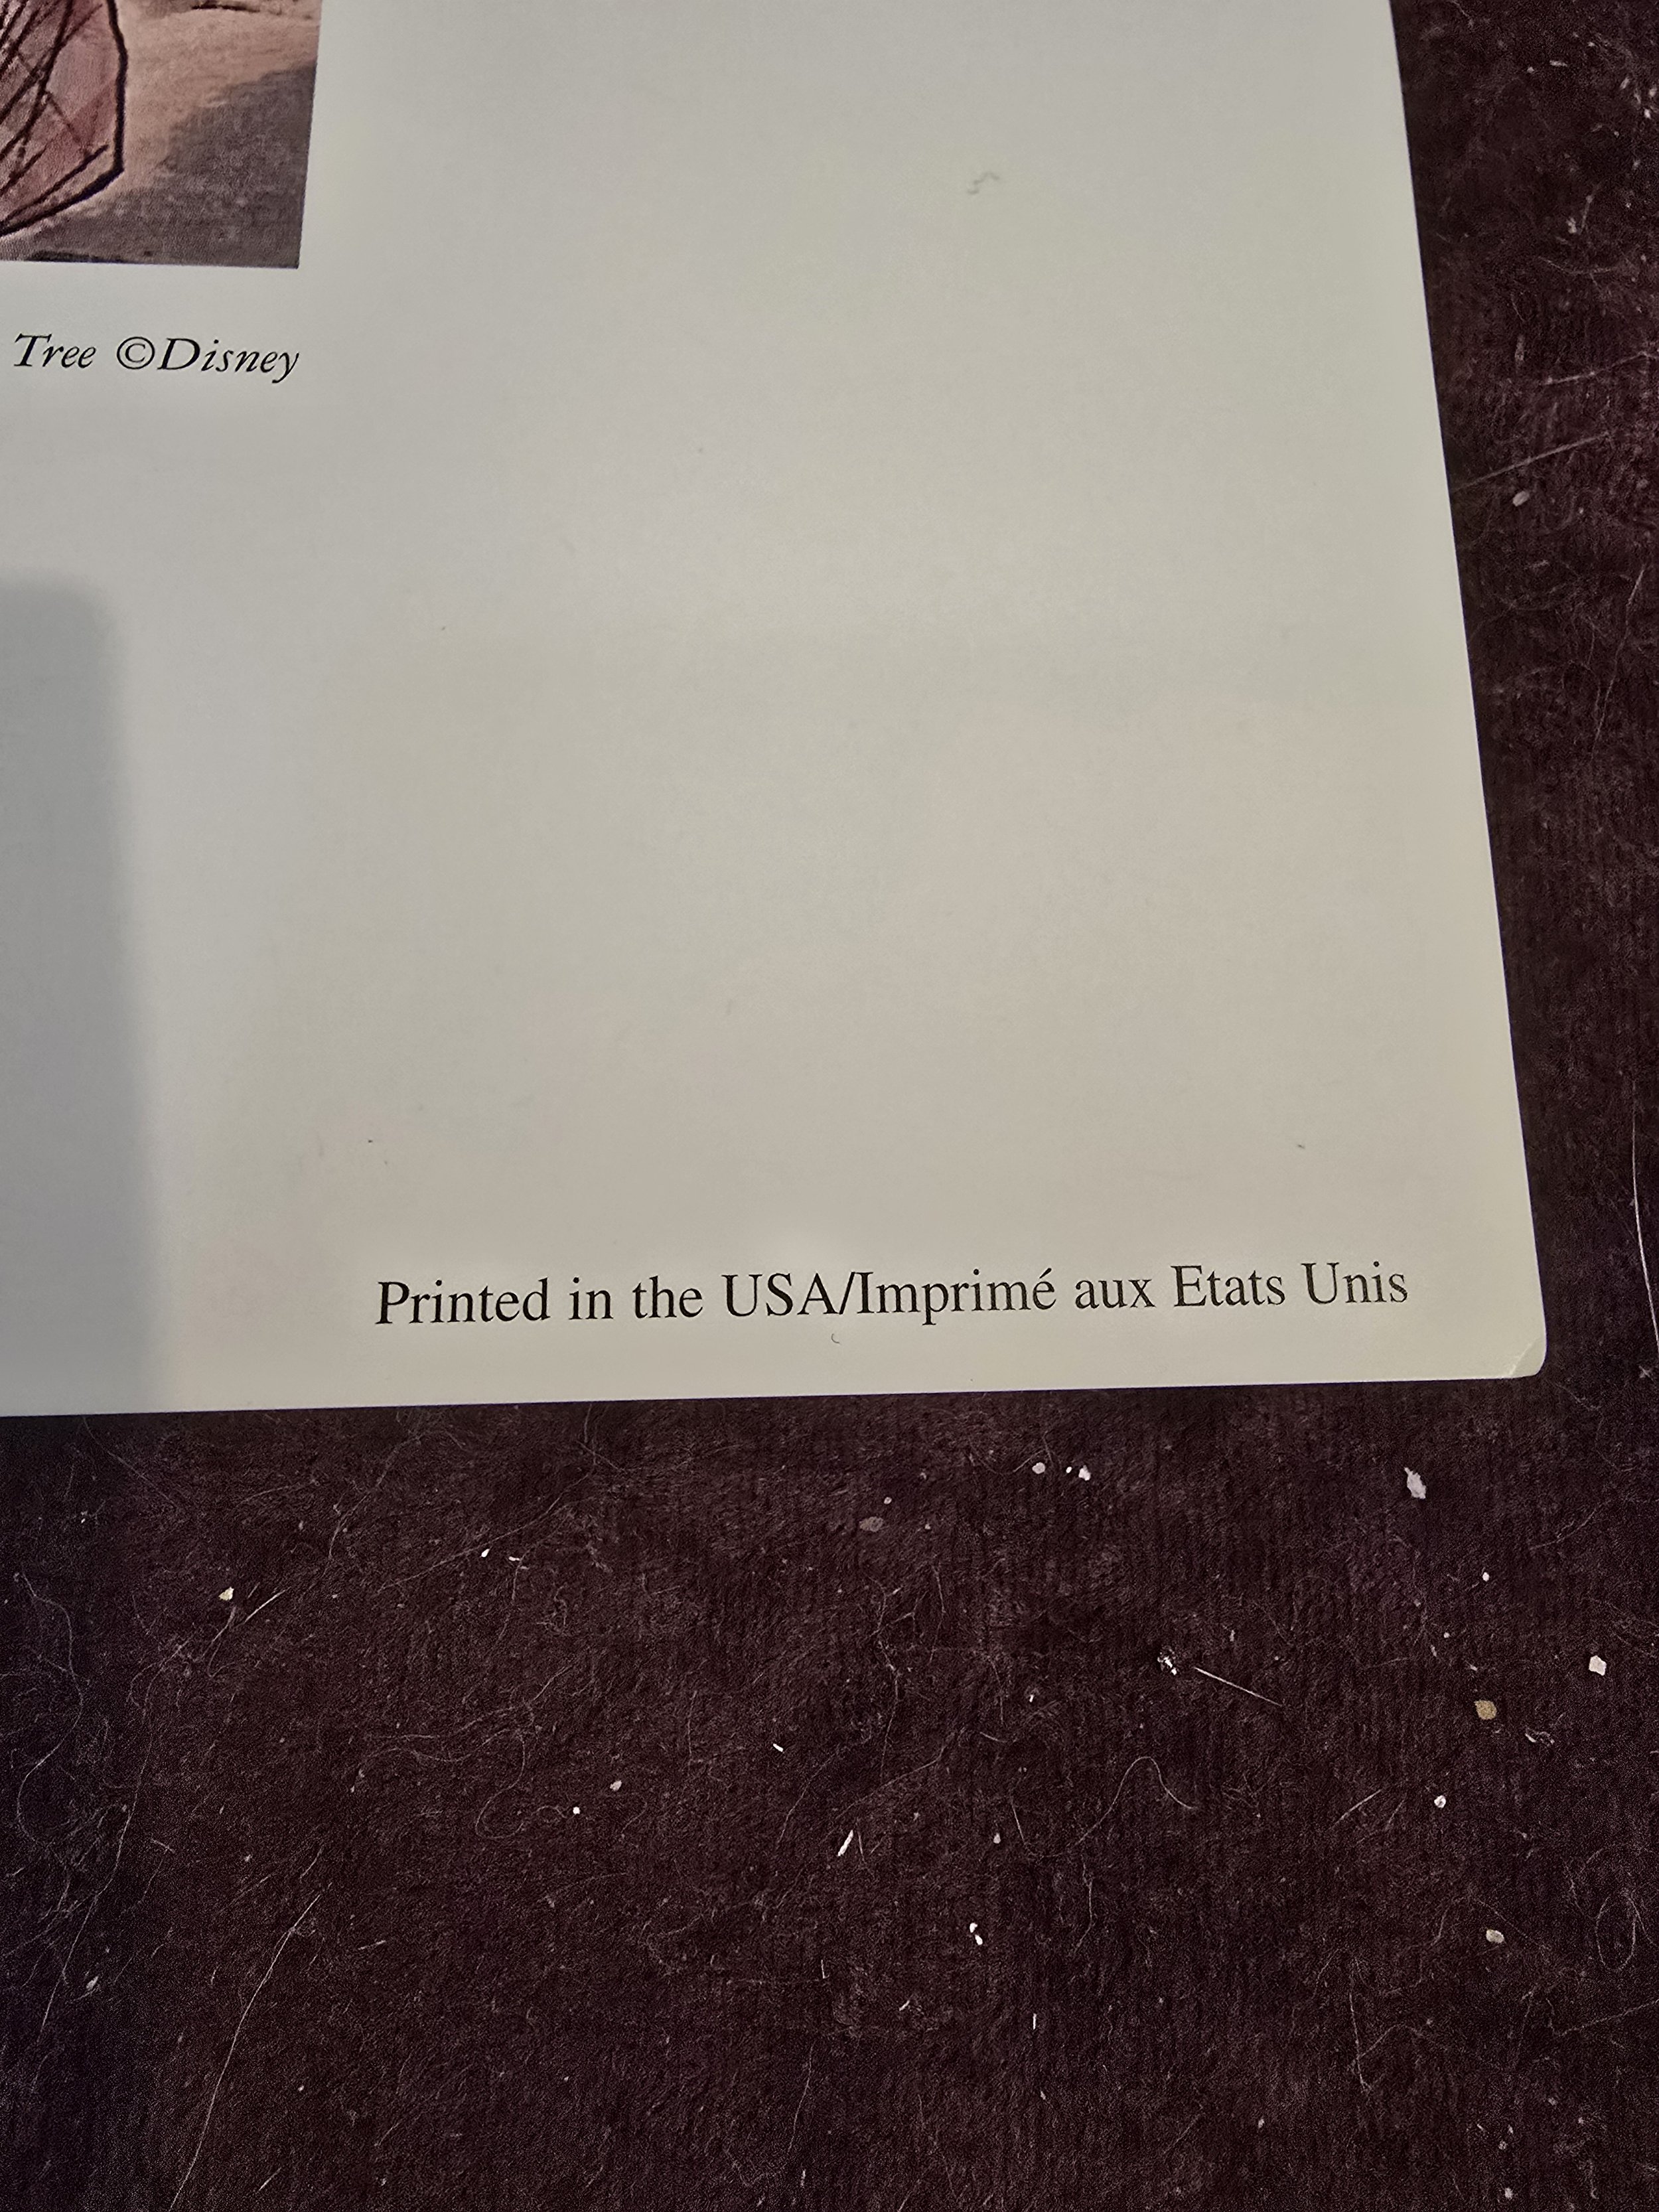 Tree ©Disney
Printed in the USA/Imprimé aux Etats Unis